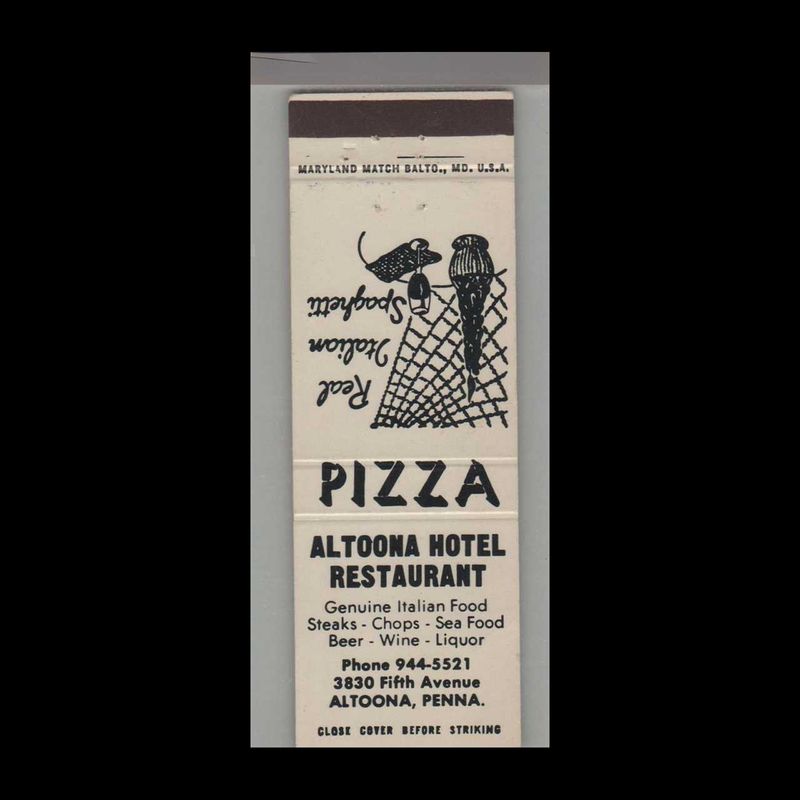 MARYLAND MATCH BALTO., MD. U.S.A.
Real
Italian
Spaghetti
PIZZA
ALTOONA HOTEL
RESTAURANT
Genuine Italian Food
Steaks - Chops - Sea Food
Beer - Wine - Liquor
Phone 944-5521
3830 Fifth Avenue
ALTOONA, PENNA.
CLOSE COVER BEFORE STRIKING